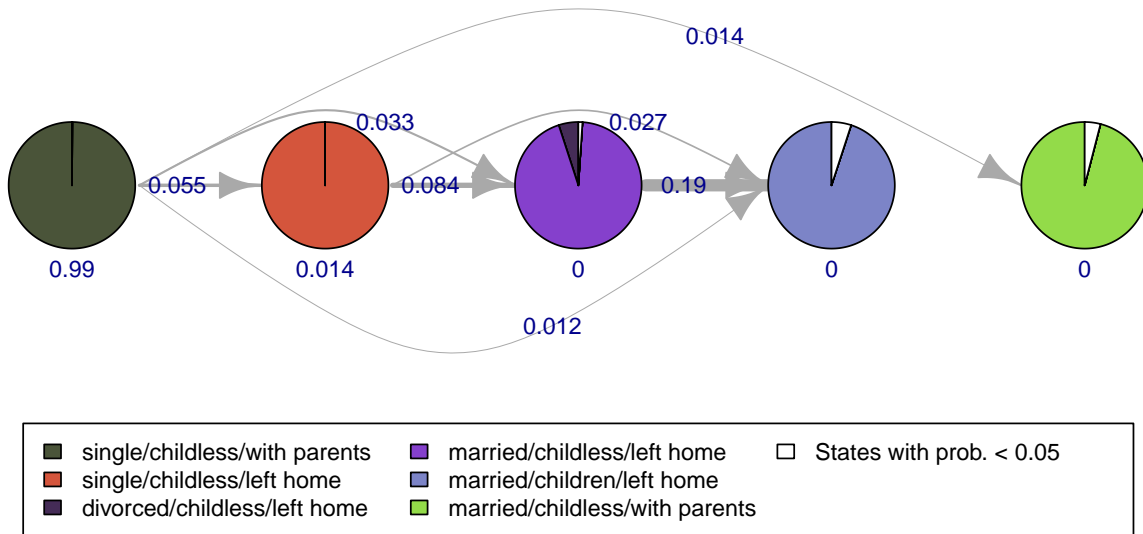 0.014
0.033
0.027
0.055
0.084
0.19
0.99
0.014
0
0
0
0.012
single/childless/with parents
single/childless/left home
divorced/childless/left home
married/childless/left home
married/children/left home
married/childless/with parents
States with prob. < 0.05